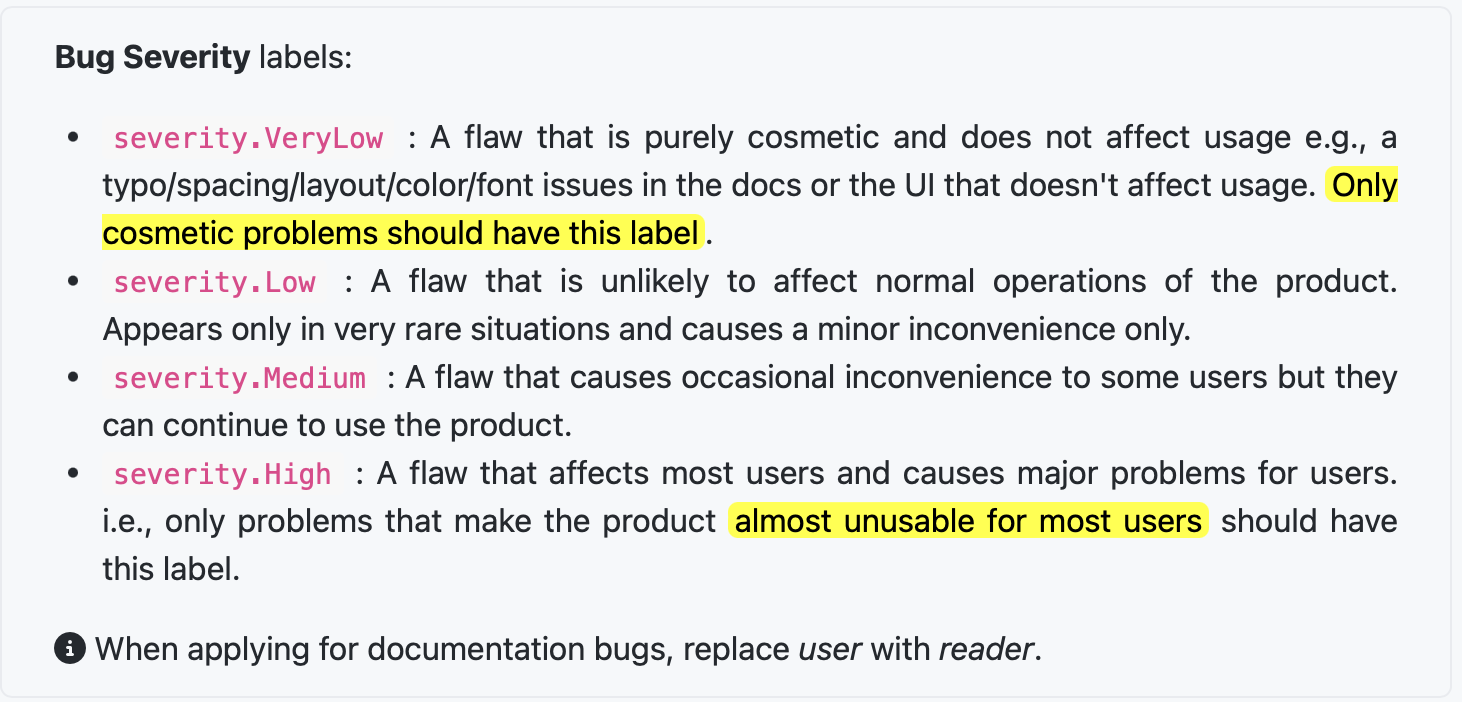 Bug Severity labels:
• severity.VeryLow : A flaw that is purely cosmetic and does not affect usage e.g., a
typo/spacing/layout/color/font issues in the docs or the UI that doesn't affect usage. Only
cosmetic problems should have this label.
• severity.Low : A flaw that is unlikely to affect normal operations of the product.
Appears only in very rare situations and causes a minor inconvenience only.
• severity.Medium : A flaw that causes occasional inconvenience to some users but they
can continue to use the product.
• severity.High : A flaw that affects most users and causes major problems for users.
i.e., only problems that make the product almost unusable for most users should have
this label.
When applying for documentation bugs, replace user with reader.